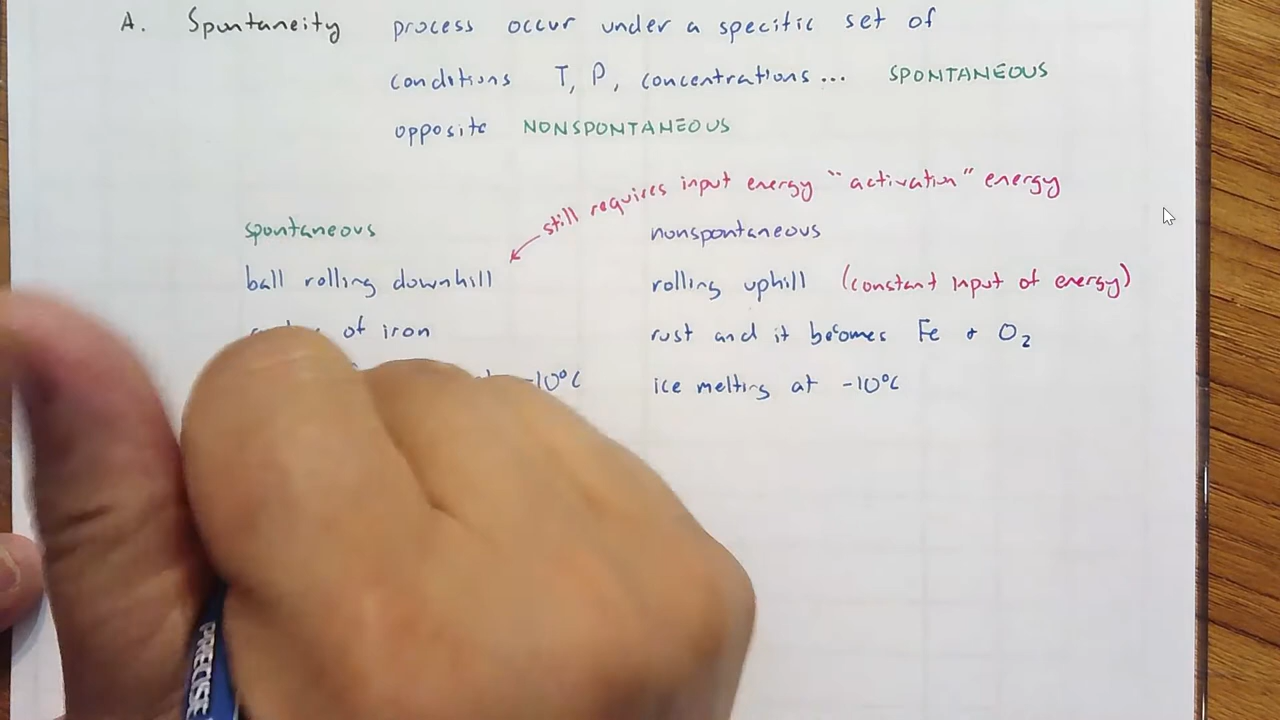 A. Spontaneity process occur under a specific set of
conditions T, P, concentrations... SPONTANEOUS
opposite NONSPONTANEOUS
still requires input energy "activation" energy
spontaneous nonspontaneous
ball rolling downhill rolling uphill (constant input of energy)
of iron rust and it becomes Fe + O₂
-10°C ice melting at -10°C
PRECISE